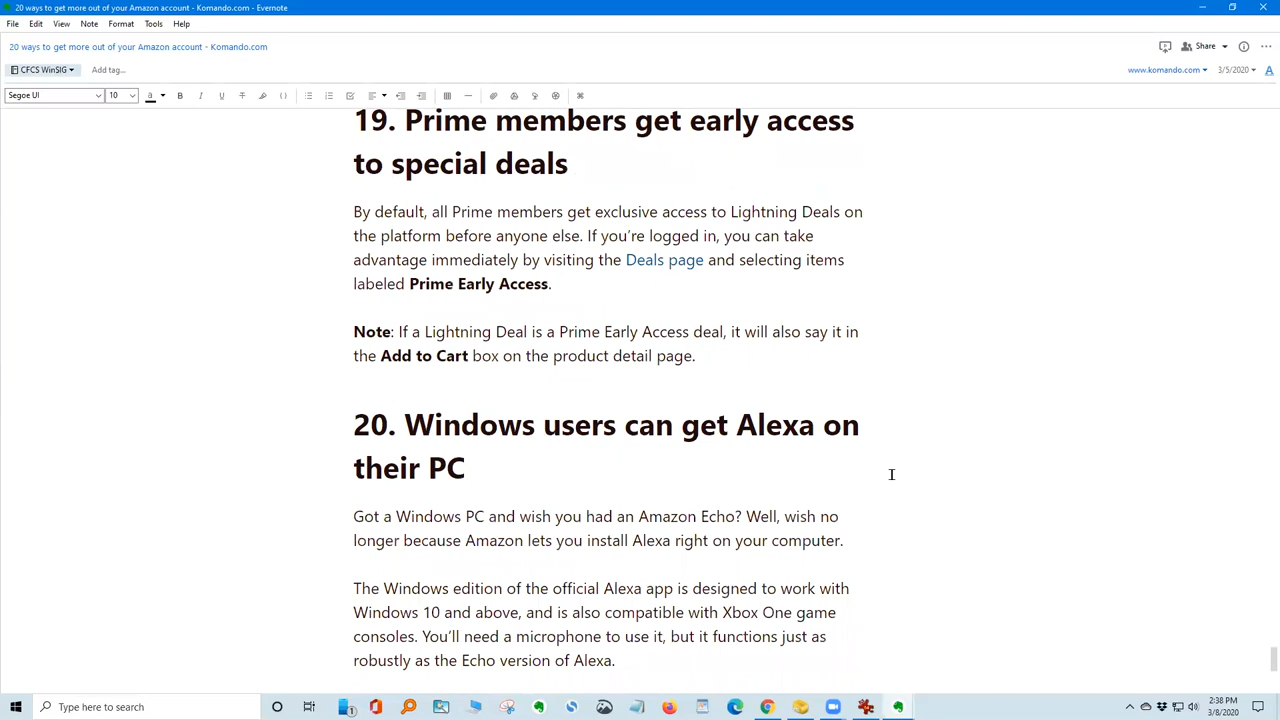 20 ways to get more out of your Amazon account - Komando.com - Evernote
File Edit View Note Format Tools Help
20 ways to get more out of your Amazon account - Komando.com
Share
CFCS WinSIG Add tag...
www.komando.com 3/5/2020
Segoe UI 10
19. Prime members get early access
to special deals
By default, all Prime members get exclusive access to Lightning Deals on
the platform before anyone else. If you’re logged in, you can take
advantage immediately by visiting the Deals page and selecting items
labeled Prime Early Access.
Note: If a Lightning Deal is a Prime Early Access deal, it will also say it in
the Add to Cart box on the product detail page.
20. Windows users can get Alexa on
their PC
Got a Windows PC and wish you had an Amazon Echo? Well, wish no
longer because Amazon lets you install Alexa right on your computer.
The Windows edition of the official Alexa app is designed to work with
Windows 10 and above, and is also compatible with Xbox One game
consoles. You’ll need a microphone to use it, but it functions just as
robustly as the Echo version of Alexa.
Type here to search
2:38 PM
3/8/2020